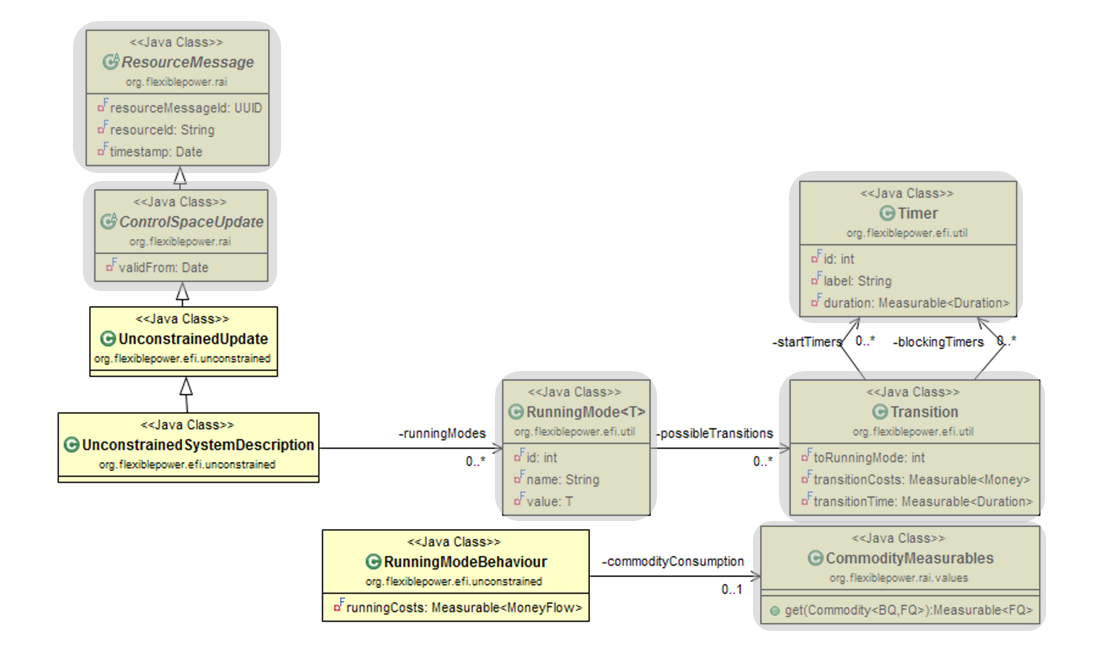 <<Java Class>>
ResourceMessage
org.flexiblepower.rai
resourceMessageId: UUID
resourceId: String
timestamp: Date
<<Java Class>>
ControlSpaceUpdate
org.flexiblepower.rai
validFrom: Date
<<Java Class>>
UnconstrainedUpdate
org.flexiblepower.efi.unconstrained
<<Java Class>>
UnconstrainedSystemDescription
org.flexiblepower.efi.unconstrained
-runningModes
0..*
<<Java Class>>
RunningMode<T>
org.flexiblepower.efi.util
id: int
name: String
value: T
-possibleTransitions
0..*
<<Java Class>>
Timer
org.flexiblepower.efi.util
id: int
label: String
duration: Measurable<Duration>
-startTimers
0..*
-blockingTimers
0..*
<<Java Class>>
Transition
org.flexiblepower.efi.util
toRunningMode: int
transitionCosts: Measurable<Money>
transitionTime: Measurable<Duration>
<<Java Class>>
RunningModeBehaviour
org.flexiblepower.efi.unconstrained
runningCosts: Measurable<MoneyFlow>
-commodityConsumption
0..1
<<Java Class>>
CommodityMeasurables
org.flexiblepower.rai.values
get(Commodity<BQ,FQ>):Measurable<FQ>